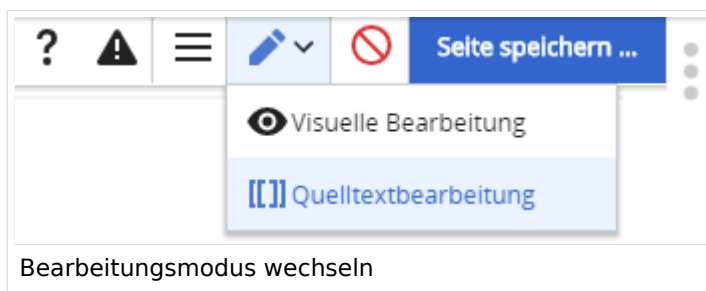 ? Seite speichern ...
Visuelle Bearbeitung
[[]] Quelltextbearbeitung
Bearbeitungsmodus wechseln